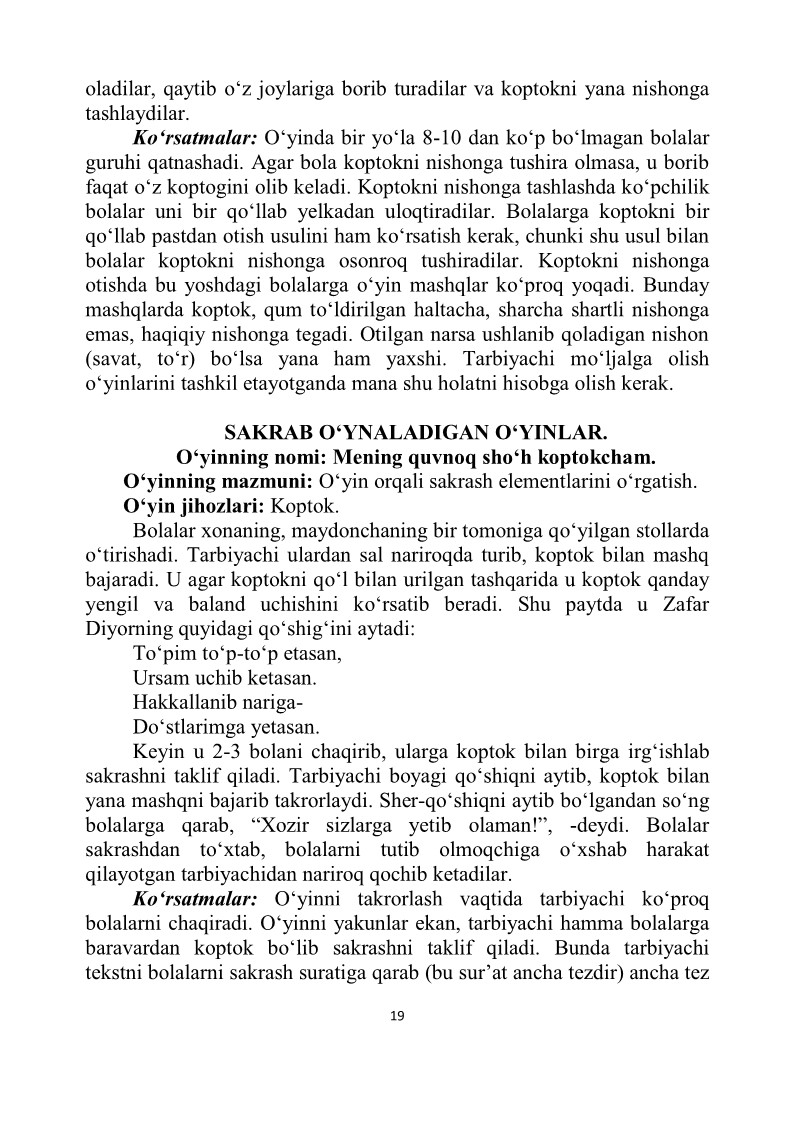 oladilar, qaytib o‘z joylariga borib turadilar va koptokni yana nishonga
tashlaydilar.
Ko‘rsatmalar: O‘yinda bir yo‘la 8-10 dan ko‘p bo‘lmagan bolalar
guruhi qatnashadi. Agar bola koptokni nishonga tushira olmasa, u borib
faqat o‘z koptogini olib keladi. Koptokni nishonga tashlashda ko‘pchilik
bolalar uni bir qo‘llab yelkadan uloqtiradilar. Bolalarga koptokni bir
qo‘llab pastdan otish usulini ham ko‘rsatish kerak, chunki shu usul bilan
bolalar koptokni nishonga osonroq tushiradilar. Koptokni nishonga
otishda bu yoshdagi bolalarga o‘yin mashqlar ko‘proq yoqadi. Bunday
mashqlarda koptok, qum to‘ldirilgan haltacha, sharcha shartli nishonga
emas, haqiqiy nishonga tegadi. Otilgan narsa ushlanib qoladigan nishon
(savat, to‘r) bo‘lsa yana ham yaxshi. Tarbiyachi mo‘ljalga olish
o‘yinlarini tashkil etayotganda mana shu holatni hisobga olish kerak.
SAKRAB O‘YNALADIGAN O‘YINLAR.
O‘yinning nomi: Mening quvnoq sho‘h koptokcham.
O‘yinning mazmuni: O‘yin orqali sakrash elementlarini o‘rgatish.
O‘yin jihozlari: Koptok.
Bolalar xonaning, maydonchaning bir tomoniga qo‘yilgan stollarda
o‘tirishadi. Tarbiyachi ulardan sal nariroqda turib, koptok bilan mashq
bajaradi. U agar koptokni qo‘l bilan urilgan tashqarida u koptok qanday
yengil va baland uchishini ko‘rsatib beradi. Shu paytda u Zafar
Diyorning quyidagi qo‘shig‘ini aytadi:
To‘pim to‘p-to‘p etasan,
Ursam uchib ketasan.
Hakkallanib nariga-
Do‘stlarimga yetasan.
Keyin u 2-3 bolani chaqirib, ularga koptok bilan birga irg‘ishlab
sakrashni taklif qiladi. Tarbiyachi boyagi qo‘shiqni aytib, koptok bilan
yana mashqni bajarib takrorlaydi. Sher-qo‘shiqni aytib bo‘lgandan so‘ng
bolalarga qarab, “Xozir sizlarga yetib olaman!”, -deydi. Bolalar
sakrashdan to‘xtab, bolalarni tutib olmoqchiga o‘xshab harakat
qilayotgan tarbiyachidan nariroq qochib ketadilar.
Ko‘rsatmalar: O‘yinni takrorlash vaqtida tarbiyachi ko‘proq
bolalarni chaqiradi. O‘yinni yakunlar ekan, tarbiyachi hamma bolalarga
baravardan koptok bo‘lib sakrashni taklif qiladi. Bunda tarbiyachi
tekstni bolalarni sakrash suratiga qarab (bu sur’at ancha tezdir) ancha tez
19